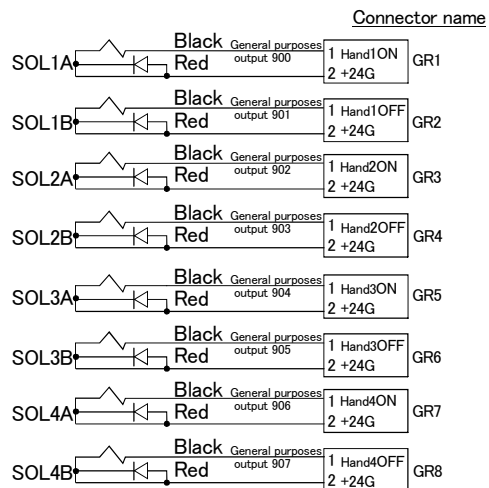 Connector name
Black General purposes 1 Hand1ON
SOL1A Red output 900 2 +24G GR1
Black General purposes 1 Hand1OFF
SOL1B Red output 901 2 +24G GR2
Black General purposes 1 Hand2ON
SOL2A Red output 902 2 +24G GR3
Black General purposes 1 Hand2OFF
SOL2B Red output 903 2 +24G GR4
Black General purposes 1 Hand3ON
SOL3A Red output 904 2 +24G GR5
Black General purposes 1 Hand3OFF
SOL3B Red output 905 2 +24G GR6
Black General purposes 1 Hand4ON
SOL4A Red output 906 2 +24G GR7
Black General purposes 1 Hand4OFF
SOL4B Red output 907 2 +24G GR8